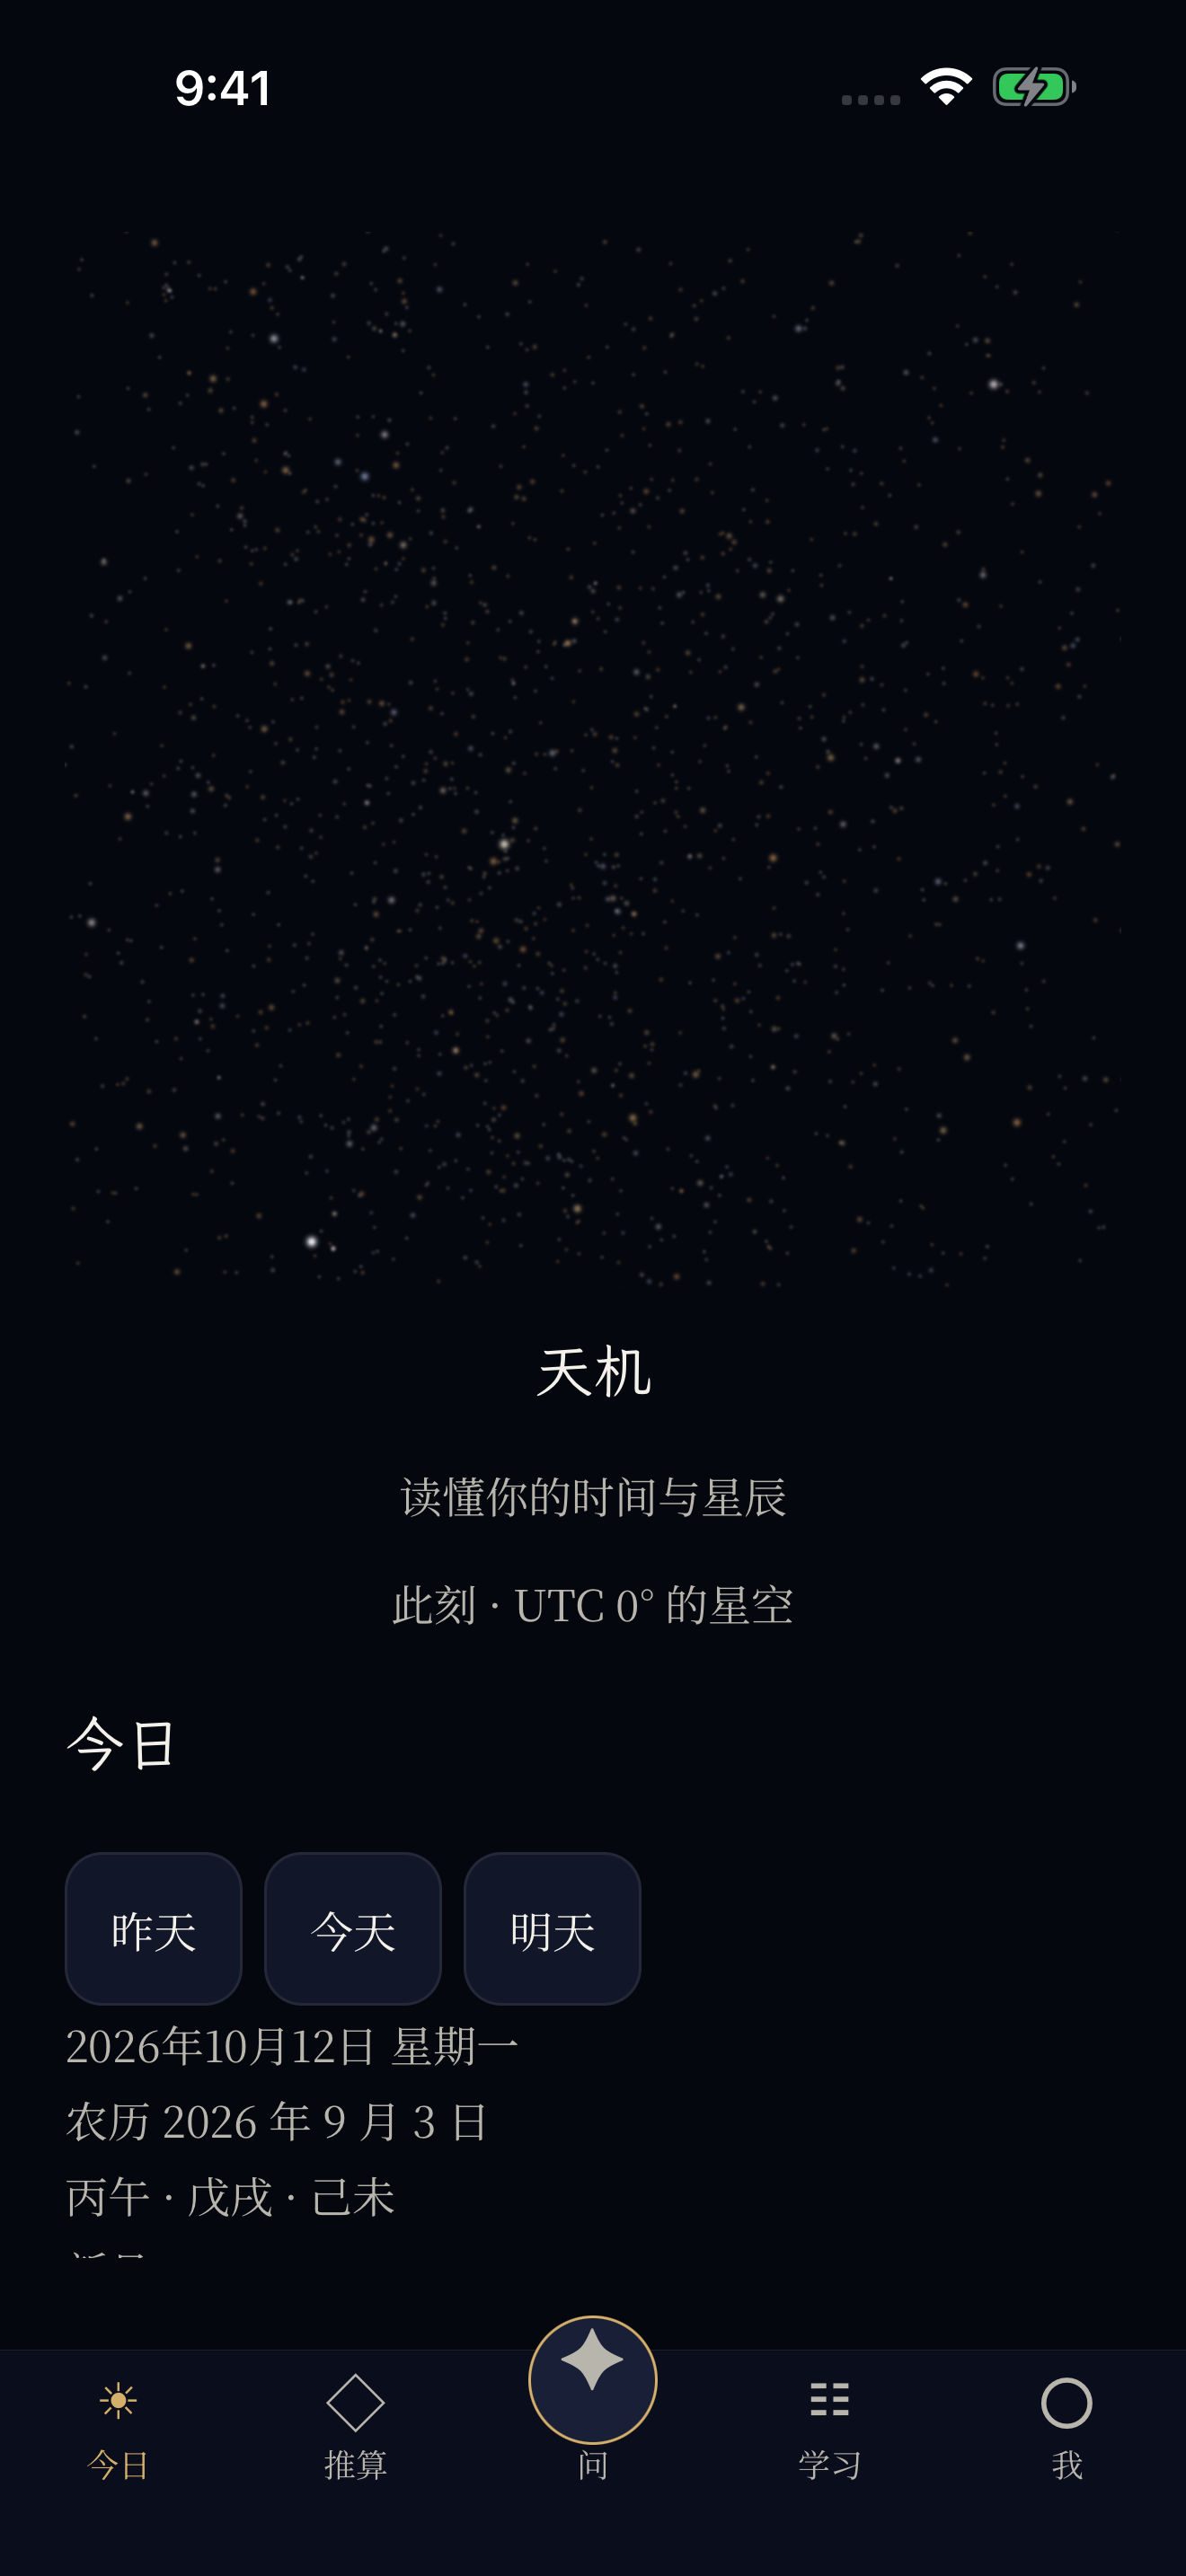 9:41
天机
读懂你的时间与星辰
此刻 · UTC 0° 的星空
今日
昨天 今天 明天
2026年10月12日 星期一
农历 2026 年 9 月 3 日
丙午 · 戊戌 · 己未
今日 推算 问 学习 我